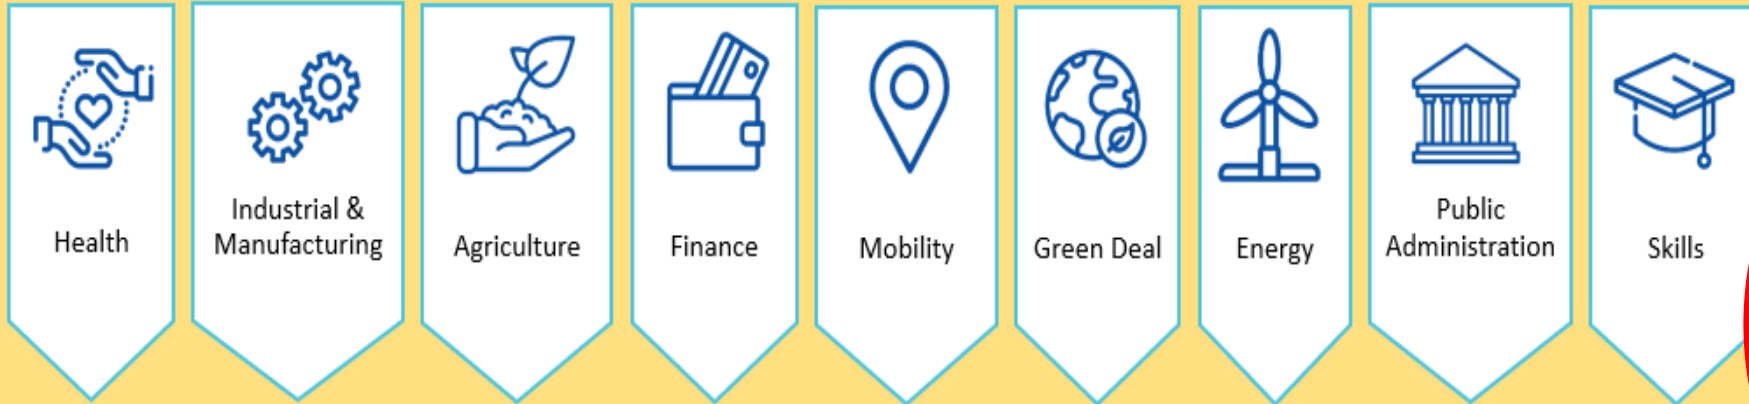 Health
Industrial &
Manufacturing
Agriculture
Finance
Mobility
Green Deal
Energy
Public
Administration
Skills